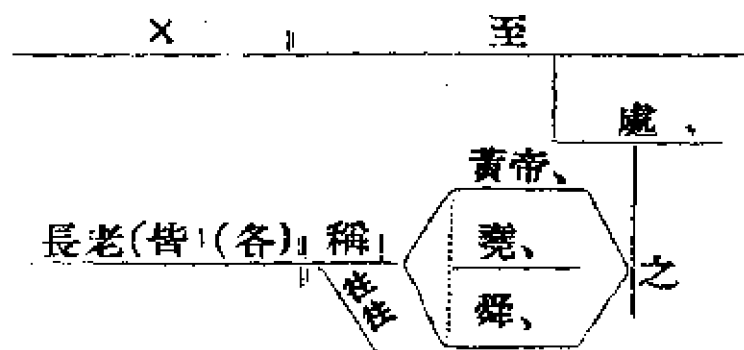 × 至
處、
黃帝、
長老(皆(各) 稱 堯、 之
往往 舜、